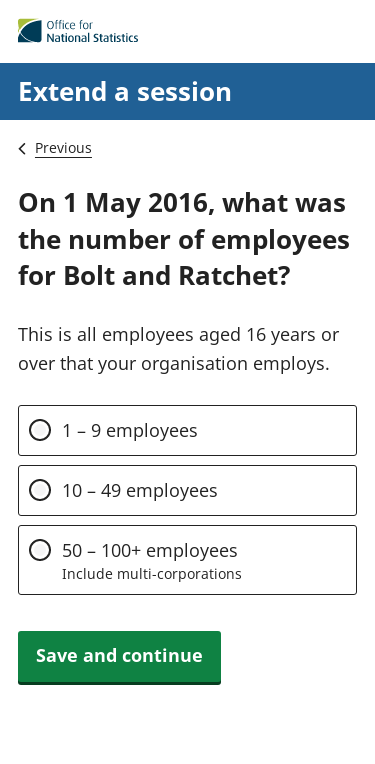 Office for
National Statistics
Extend a session
Previous
On 1 May 2016, what was
the number of employees
for Bolt and Ratchet?
This is all employees aged 16 years or
over that your organisation employs.
1 – 9 employees
10 – 49 employees
50 – 100+ employees
Include multi-corporations
Save and continue